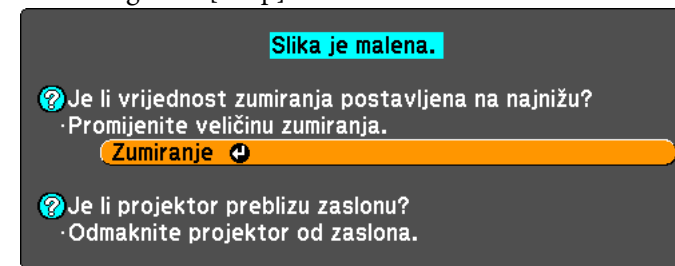 Slika je malena.
Je li vrijednost zumiranja postavljena na najnižu?
·Promijenite veličinu zumiranja.
Zumiranje
Je li projektor preblizu zaslonu?
·Odmaknite projektor od zaslona.